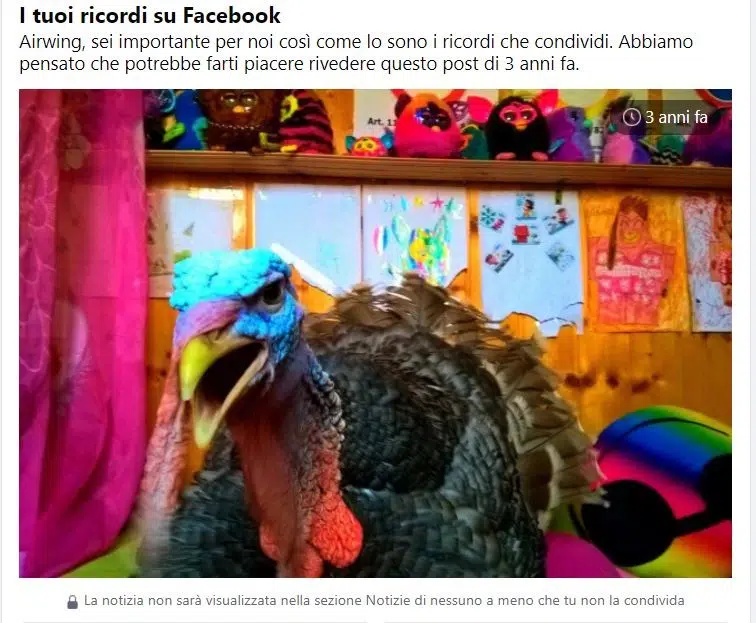 I tuoi ricordi su Facebook
Airwing, sei importante per noi così come lo sono i ricordi che condividi. Abbiamo
pensato che potrebbe farti piacere rivedere questo post di 3 anni fa.
3 anni fa
Art. 11
La notizia non sarà visualizzata nella sezione Notizie di nessuno a meno che tu non la condivida